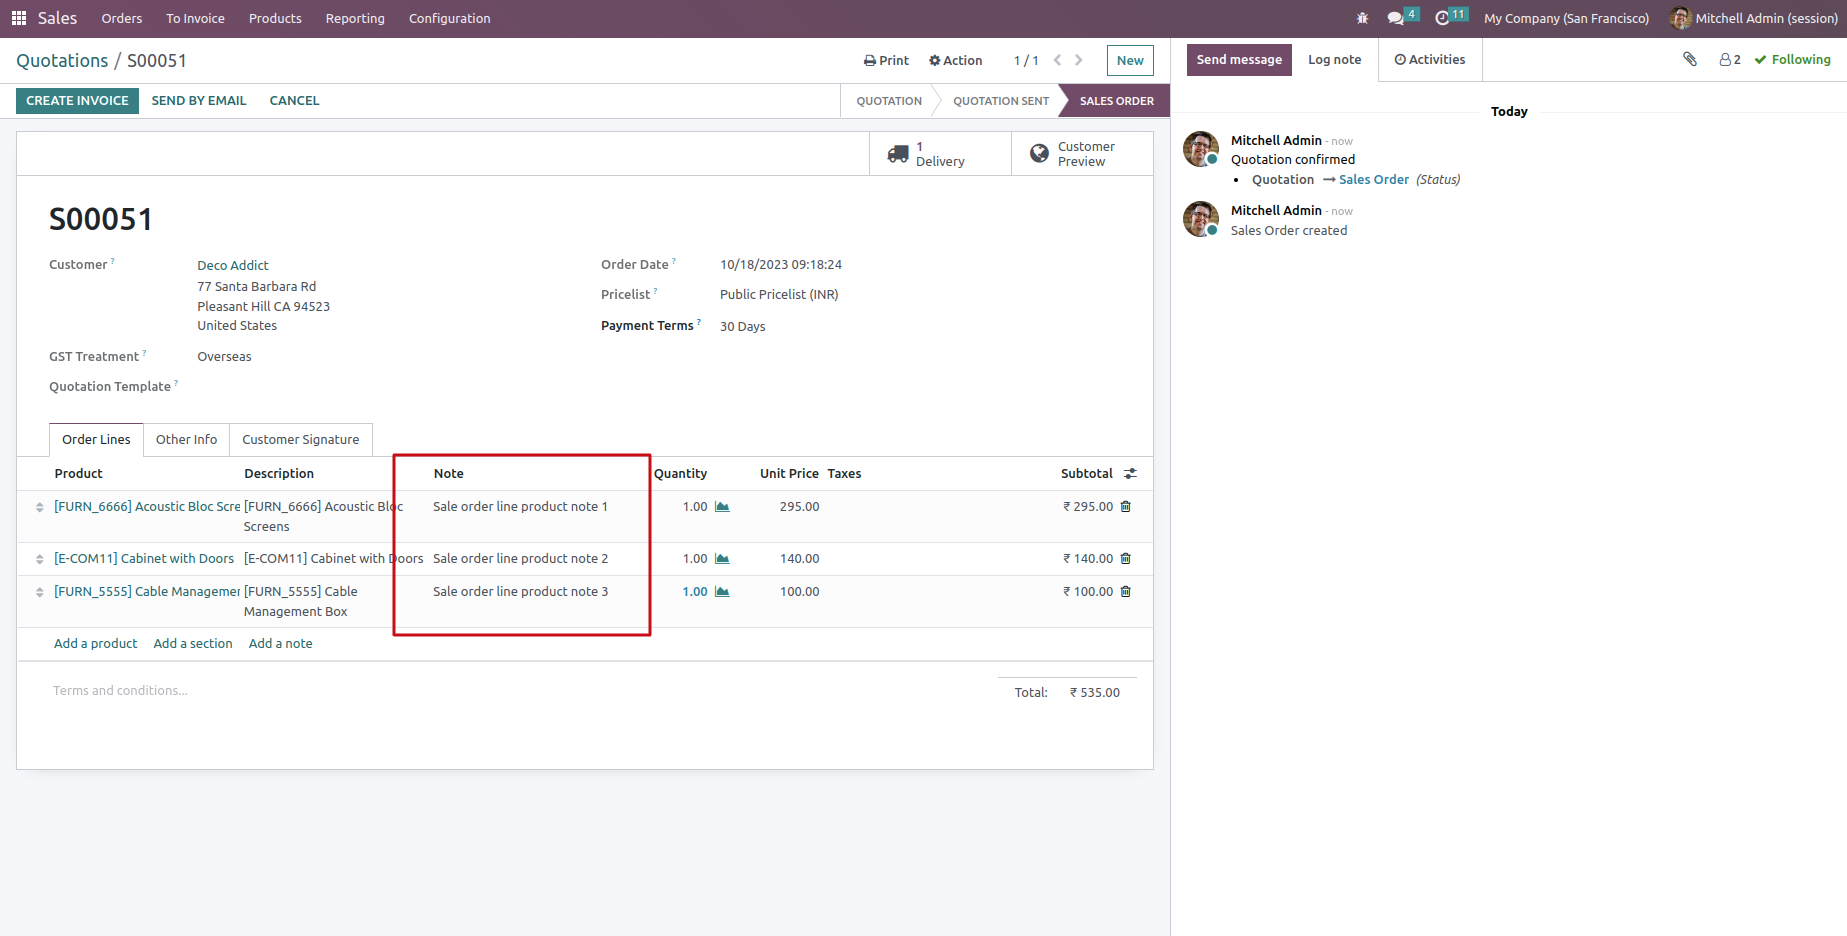 Sales Orders To Invoice Products Reporting Configuration 4 11 My Company (San Francisco) Mitchell Admin (session)
Quotations / S00051 Print Action 1 / 1 New
CREATE INVOICE SEND BY EMAIL CANCEL QUOTATION QUOTATION SENT SALES ORDER
1
Delivery
Customer
Preview
S00051
Customer ?
Deco Addict
77 Santa Barbara Rd
Pleasant Hill CA 94523
United States
GST Treatment ? Overseas
Quotation Template ?
Order Date ? 10/18/2023 09:18:24
Pricelist ? Public Pricelist (INR)
Payment Terms ? 30 Days
Order Lines Other Info Customer Signature
Product Description Note Quantity Unit Price Taxes Subtotal
[FURN_6666] Acoustic Bloc Scre [FURN_6666] Acoustic Bloc Sale order line product note 1 1.00 295.00 ₹ 295.00
Screens
[E-COM11] Cabinet with Doors [E-COM11] Cabinet with Doors Sale order line product note 2 1.00 140.00 ₹ 140.00
[FURN_5555] Cable Managemer [FURN_5555] Cable Sale order line product note 3 1.00 100.00 ₹ 100.00
Management Box
Add a product Add a section Add a note
Terms and conditions...
Total: ₹ 535.00
Send message Log note Activities 2 Following
Today
Mitchell Admin - now
Quotation confirmed
• Quotation → Sales Order (Status)
Mitchell Admin - now
Sales Order created